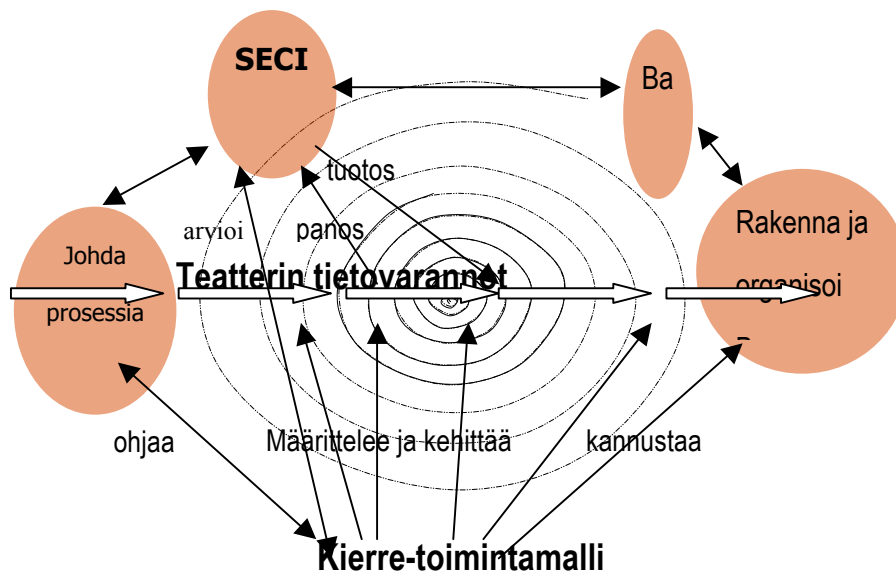 SECI
Ba
tuotos
arvioi
panos
Johda
prosessia
Teatterin tietovarannot
Rakenna ja
organisoi
ohjaa
Määrittelee ja kehittää
kannustaa
Kierre-toimintamalli